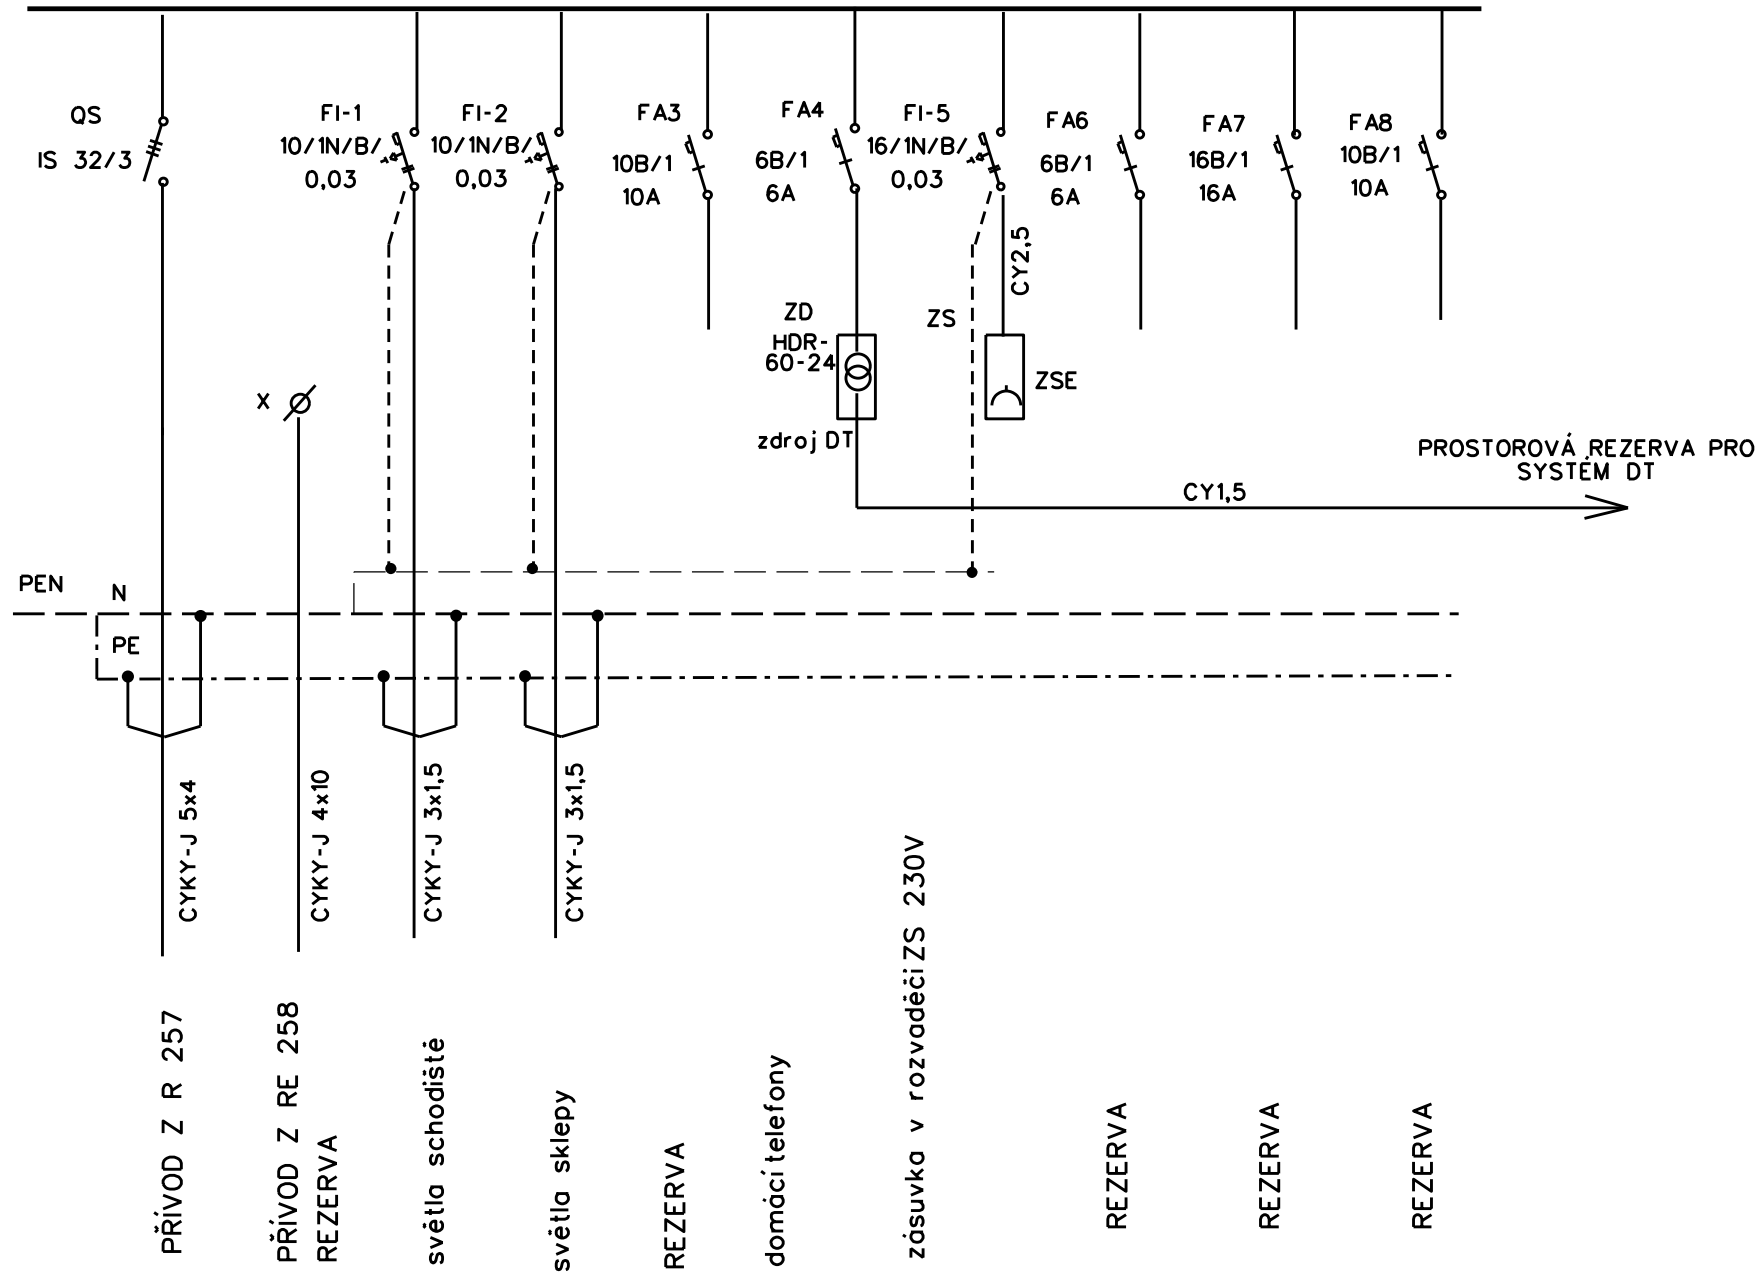 QS
IS 32/3
FI-1
10/1N/B/
0,03
FI-2
10/1N/B/
0,03
FA3
10B/1
10A
FA4
6B/1
6A
FI-5
16/1N/B/
0,03
FA6
6B/1
6A
FA7
16B/1
16A
FA8
10B/1
10A
CY2,5
ZD
HDR-
60-24
zdroj DT
ZS
ZSE
X
PROSTOROVÁ REZERVA PRO
SYSTÉM DT
CY1,5
PEN
N
PE
CYKY-J 5x4
CYKY-J 4x10
CYKY-J 3x1,5
CYKY-J 3x1,5
PŘÍVOD Z R 257
PŘÍVOD Z RE 258
REZERVA
světla schodiště
světla sklepy
REZERVA
domácí telefony
zásuvka v rozvaděči ZS 230V
REZERVA
REZERVA
REZERVA